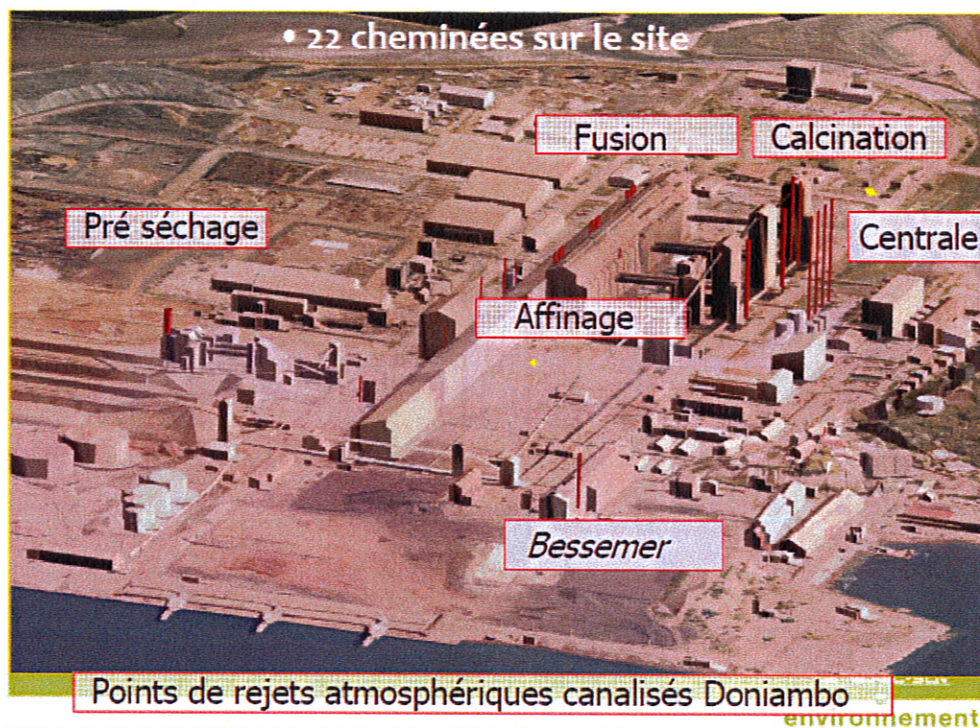 • 22 cheminées sur le site
Fusion
Calcination
Pré séchage
Centrale
Affinage
Bessemer
Points de rejets atmosphériques canalisés Doniambo
environnement